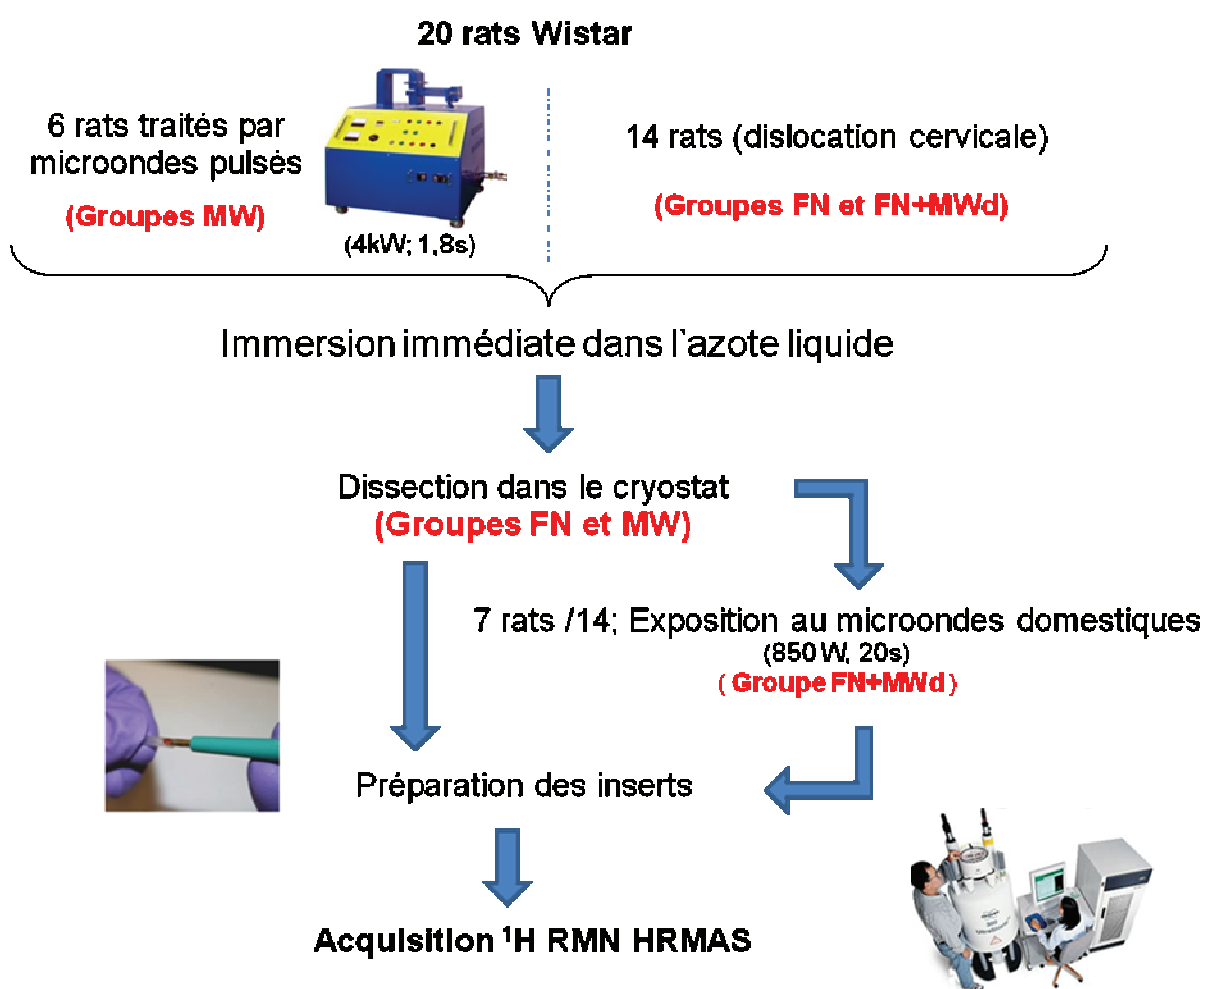 20 rats Wistar
6 rats traités par
microondes pulsés
(Groupes MW)
(4kW; 1,8s)
14 rats (dislocation cervicale)
(Groupes FN et FN+MWd)
Immersion immédiate dans l'azote liquide
Dissection dans le cryostat
(Groupes FN et MW)
7 rats /14; Exposition au microondes domestiques
(850 W, 20s)
( Groupe FN+MWd )
Préparation des inserts
Acquisition ¹H RMN HRMAS